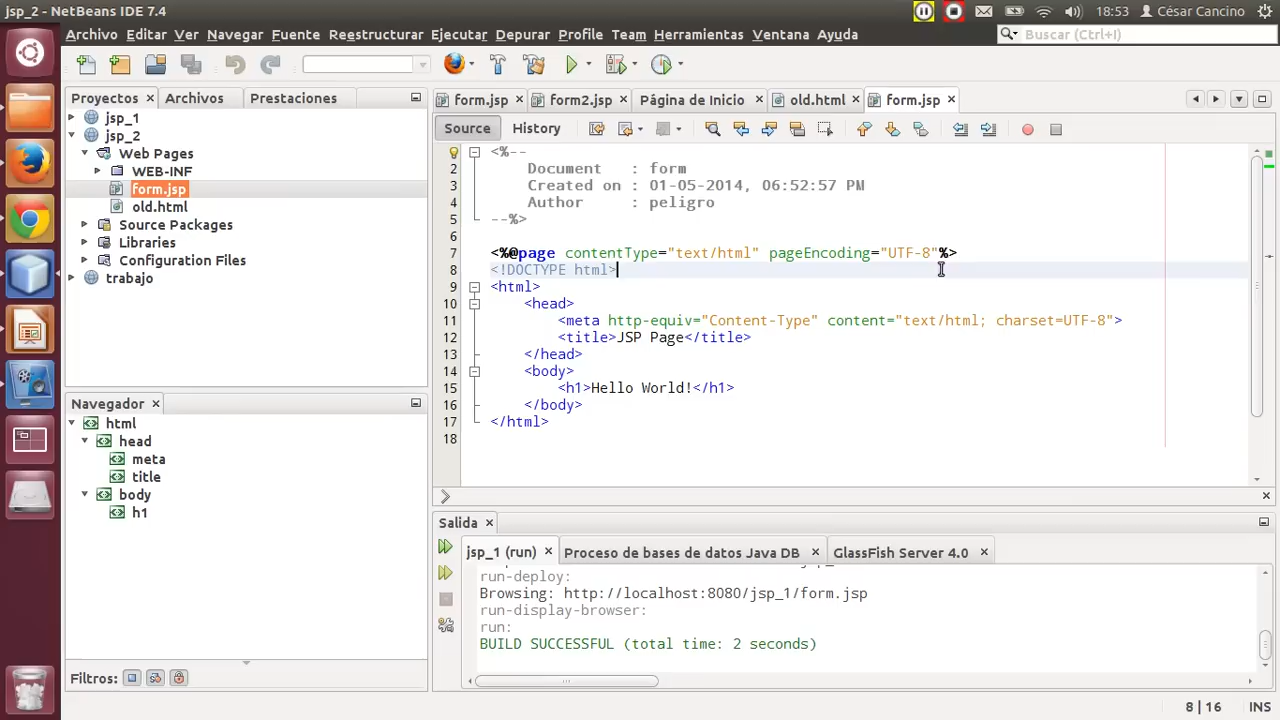 jsp_2 - NetBeans IDE 7.4
18:53 César Cancino
Archivo Editar Ver Navegar Fuente Reestructurar Ejecutar Depurar Profile Team Herramientas Ventana Ayuda
Buscar (Ctrl+I)
Proyectos Archivos Prestaciones
form.jsp form2.jsp Página de Inicio old.html form.jsp
Source History
jsp_1
jsp_2
Web Pages
WEB-INF
form.jsp
old.html
Source Packages
Libraries
Configuration Files
trabajo
1 <%--
2 Document : form
3 Created on : 01-05-2014, 06:52:57 PM
4 Author : peligro
5 --%>
6
7 <%@page contentType="text/html" pageEncoding="UTF-8"%>
8 <!DOCTYPE html>
9 <html>
10 <head>
11 <meta http-equiv="Content-Type" content="text/html; charset=UTF-8">
12 <title>JSP Page</title>
13 </head>
14 <body>
15 <h1>Hello World!</h1>
16 </body>
17 </html>
18
Navegador
html
head
meta
title
body
h1
Filtros:
Salida
jsp_1 (run) Proceso de bases de datos Java DB GlassFish Server 4.0
run-deploy:
Browsing: http://localhost:8080/jsp_1/form.jsp
run-display-browser:
run:
BUILD SUCCESSFUL (total time: 2 seconds)
8 | 16 INS